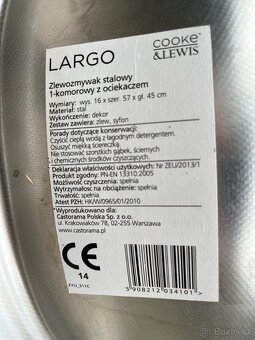 LARGO
cooke
&LEWIS
Zlewozmywak stalowy
1-komorowy z ociekaczem
Wymiary: wys. 16 x szer. 57 x gł. 45 cm
Materiał: stal
Wykończenie: dekor
Zestaw zawiera: zlew, syfon
Porady dotyczące konserwacji:
Czyścić ciepłą wodą z łagodnym detergentem.
Osuszyć miękką ściereczką.
Nie stosować szorstkich gąbek, ściernych
i chemicznych środków czyszczących.
Deklaracja właściwości użytkowych: Nr ZEU/2013/1
Produkt zgodny: PN-EN 13310:2005
Możliwość czyszczenia: spełnia
Wytrzymałość na obciążenie: spełnia
Trwałość: spełnia
Atest PZH: HK/W/0965/01/2010
Wyprodukowano dla:
Castorama Polska Sp. z o.o.
ul. Krakowiaków 78, 02-255 Warszawa
www.castorama.pl
CE
14
ZYU_311C
5 908212 034101 >